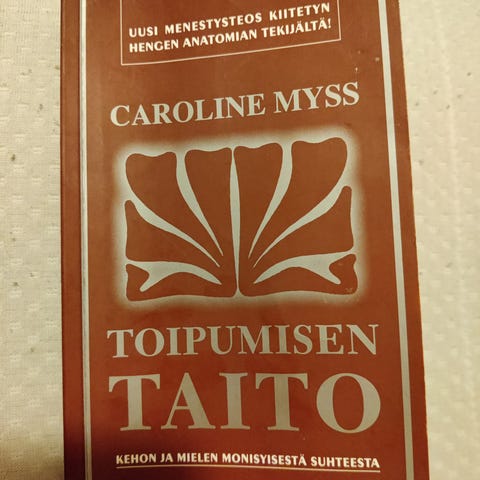 UUSI MENESTYSTEOS KIITETYN
HENGEN ANATOMIAN TEKIJÄLTÄ!
CAROLINE MYSS
TOIPUMISEN
TAITO
KEHON JA MIELEN MONISYISESTÄ SUHTEESTA